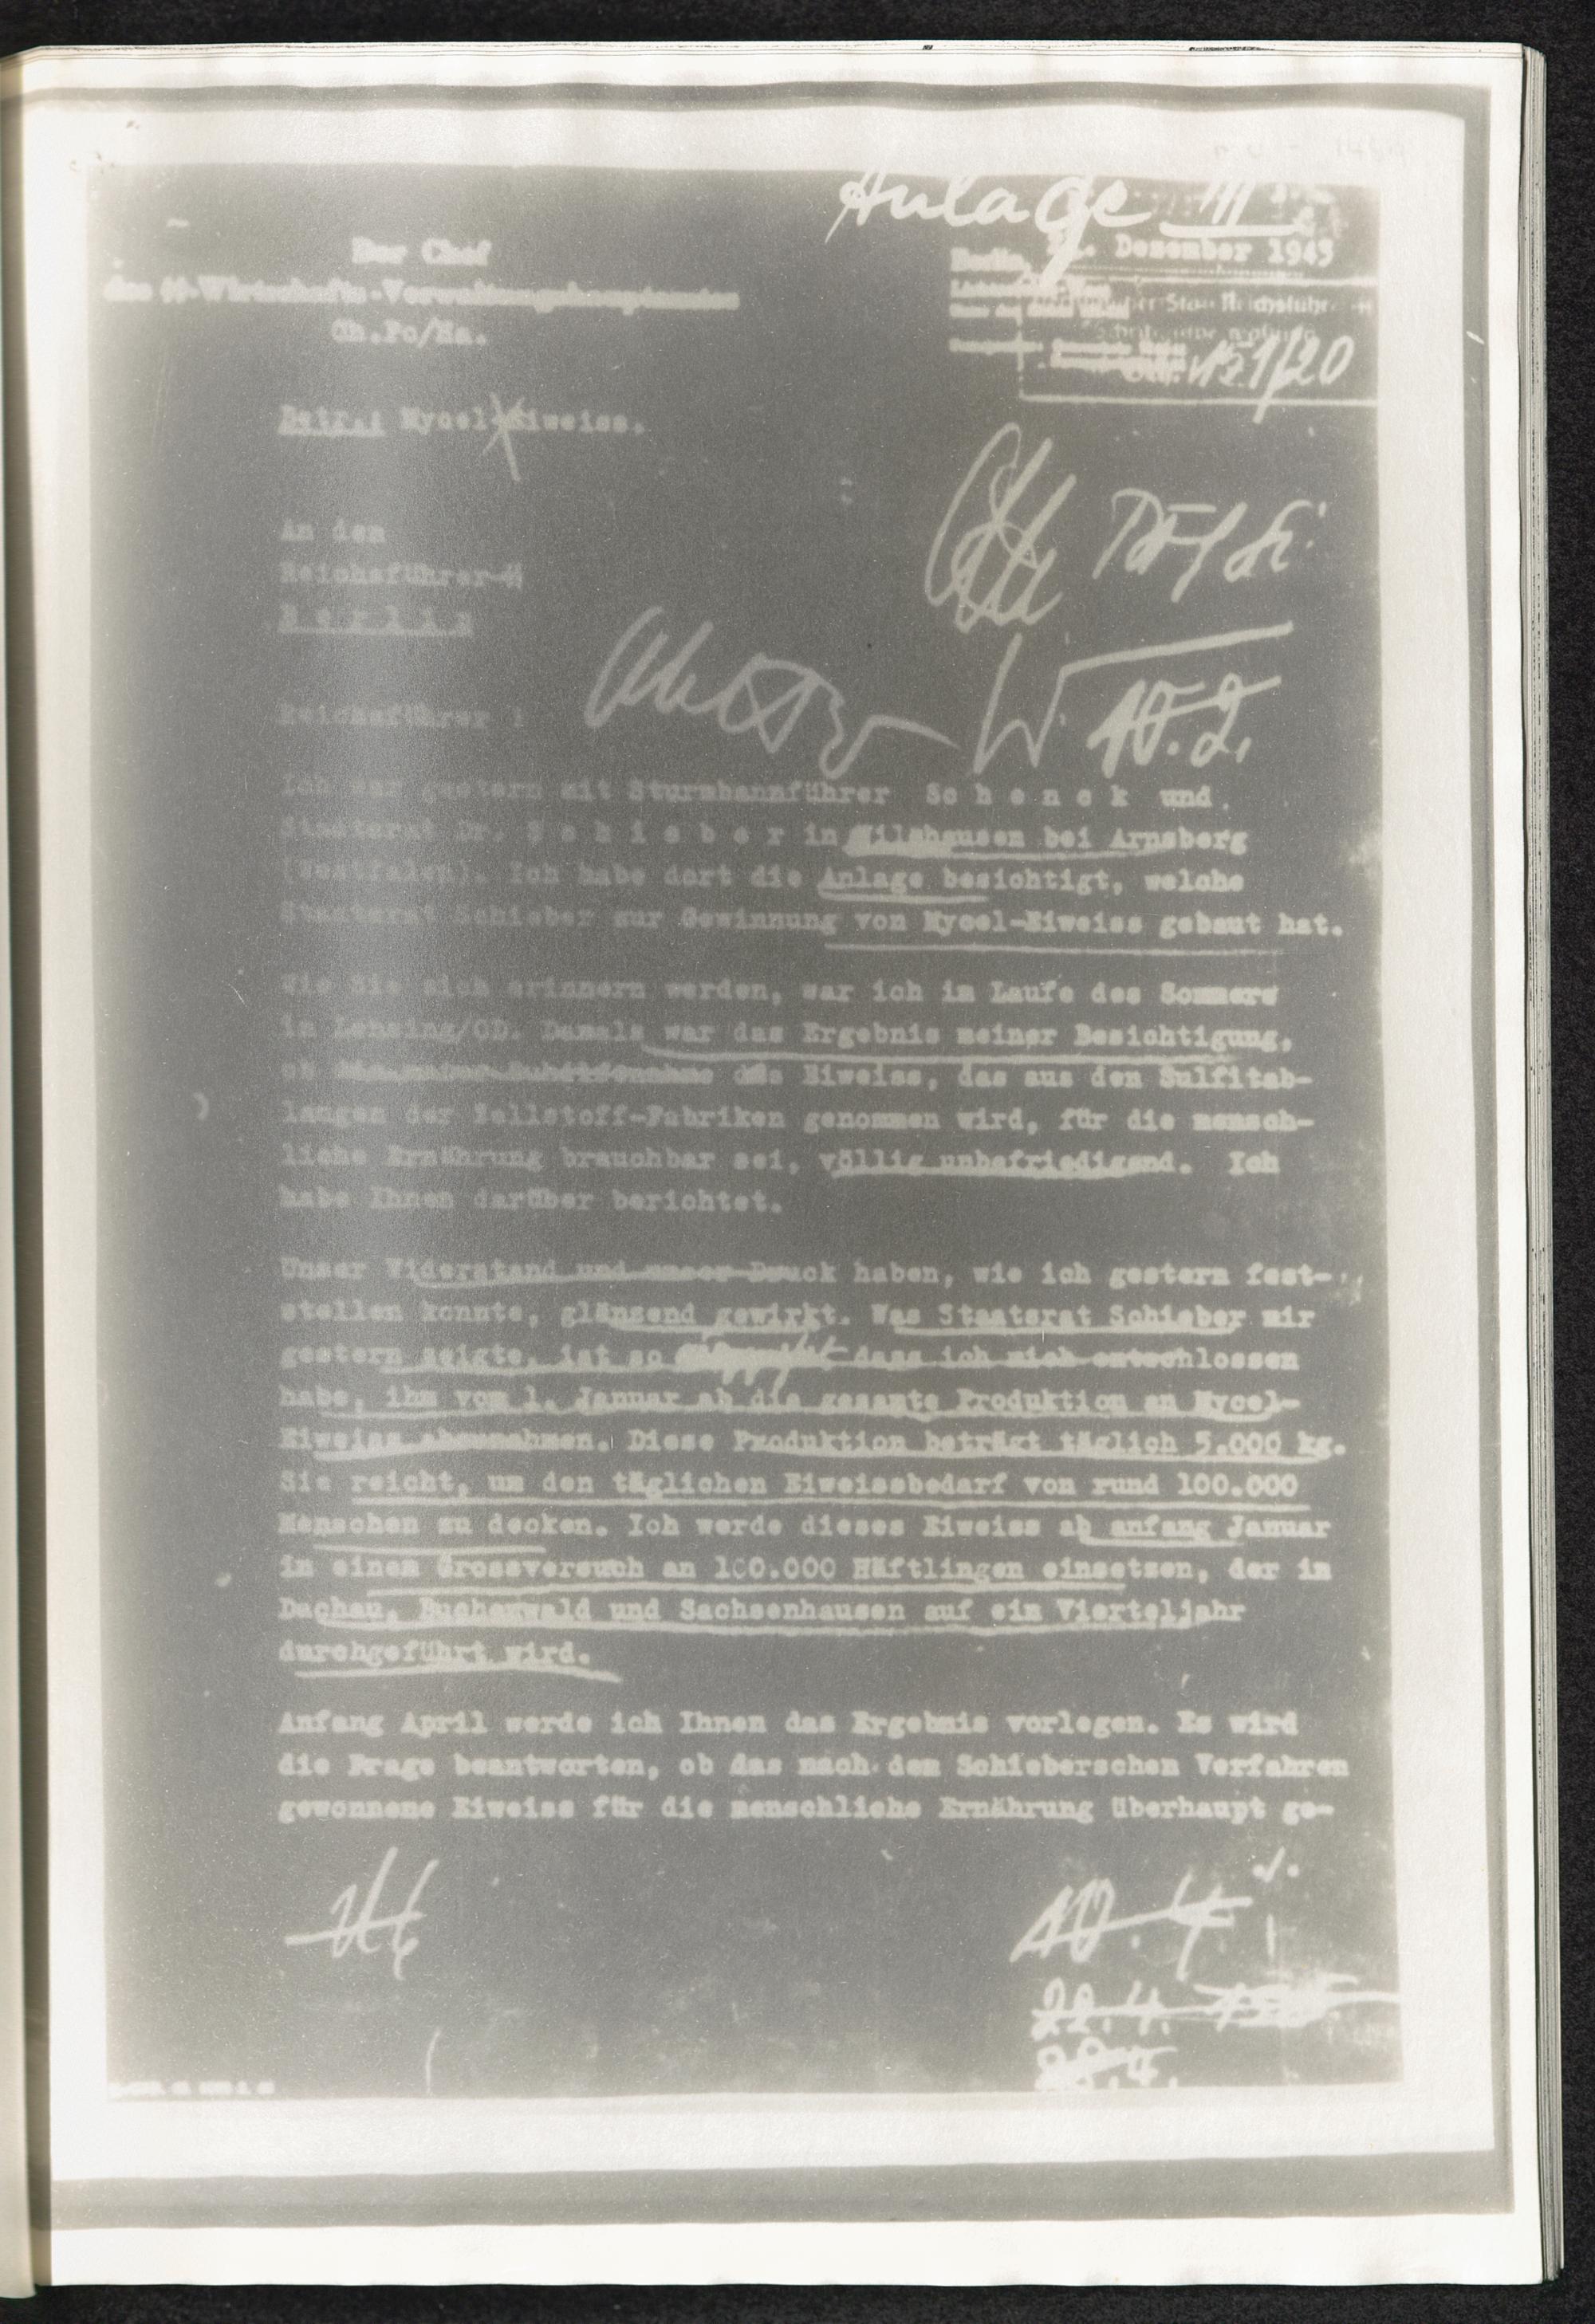 Anlage III
Der Chef
des SS-Wirtschafts-Verwaltungshauptamtes
Ch.Po/Ha.
Berlin, Dezember 1943
Schriftgutverwaltung
151/20
Betr.: Mycel-Eiweiss.
An den
Reichsführer-SS
Berlin
Reichsführer !
W 10.2.
Ich war gestern mit Sturmbannführer S c h e n c k und
Staatsrat Dr. S c h i e b e r in Hilshausen bei Arnsberg
(Westfalen). Ich habe dort die Anlage besichtigt, welche
Staatsrat Schieber zur Gewinnung von Mycel-Eiweiss gebaut hat.
Wie Sie sich erinnern werden, war ich im Laufe des Sommers
in Lenzing/OD. Damals war das Ergebnis meiner Besichtigung,
ob das Eiweiss, das aus den Sulfitab-
laugen der Zellstoff-Fabriken genommen wird, für die mensch-
liche Ernährung brauchbar sei, völlig unbefriedigend. Ich
habe Ihnen darüber berichtet.
Unser Widerstand und unser Druck haben, wie ich gestern fest-
stellen konnte, glänzend gewirkt. Was Staatsrat Schieber mir
gestern zeigte, ist so dass ich mich entschlossen
habe, ihm vom 1. Januar ab die gesamte Produktion an Mycel-
Eiweiss abzunehmen. Diese Produktion beträgt täglich 5.000 kg.
Sie reicht, um den täglichen Eiweissbedarf von rund 100.000
Menschen zu decken. Ich werde dieses Eiweiss ab anfang Januar
in einem Grossversuch an 100.000 Häftlingen einsetzen, der in
Dachau, Buchenwald und Sachsenhausen auf ein Vierteljahr
durchgeführt wird.
Anfang April werde ich Ihnen das Ergebnis vorlegen. Es wird
die Frage beantworten, ob das nach dem Schieberschen Verfahren
gewonnene Eiweiss für die menschliche Ernährung überhaupt ge-
10.4.
22.4.